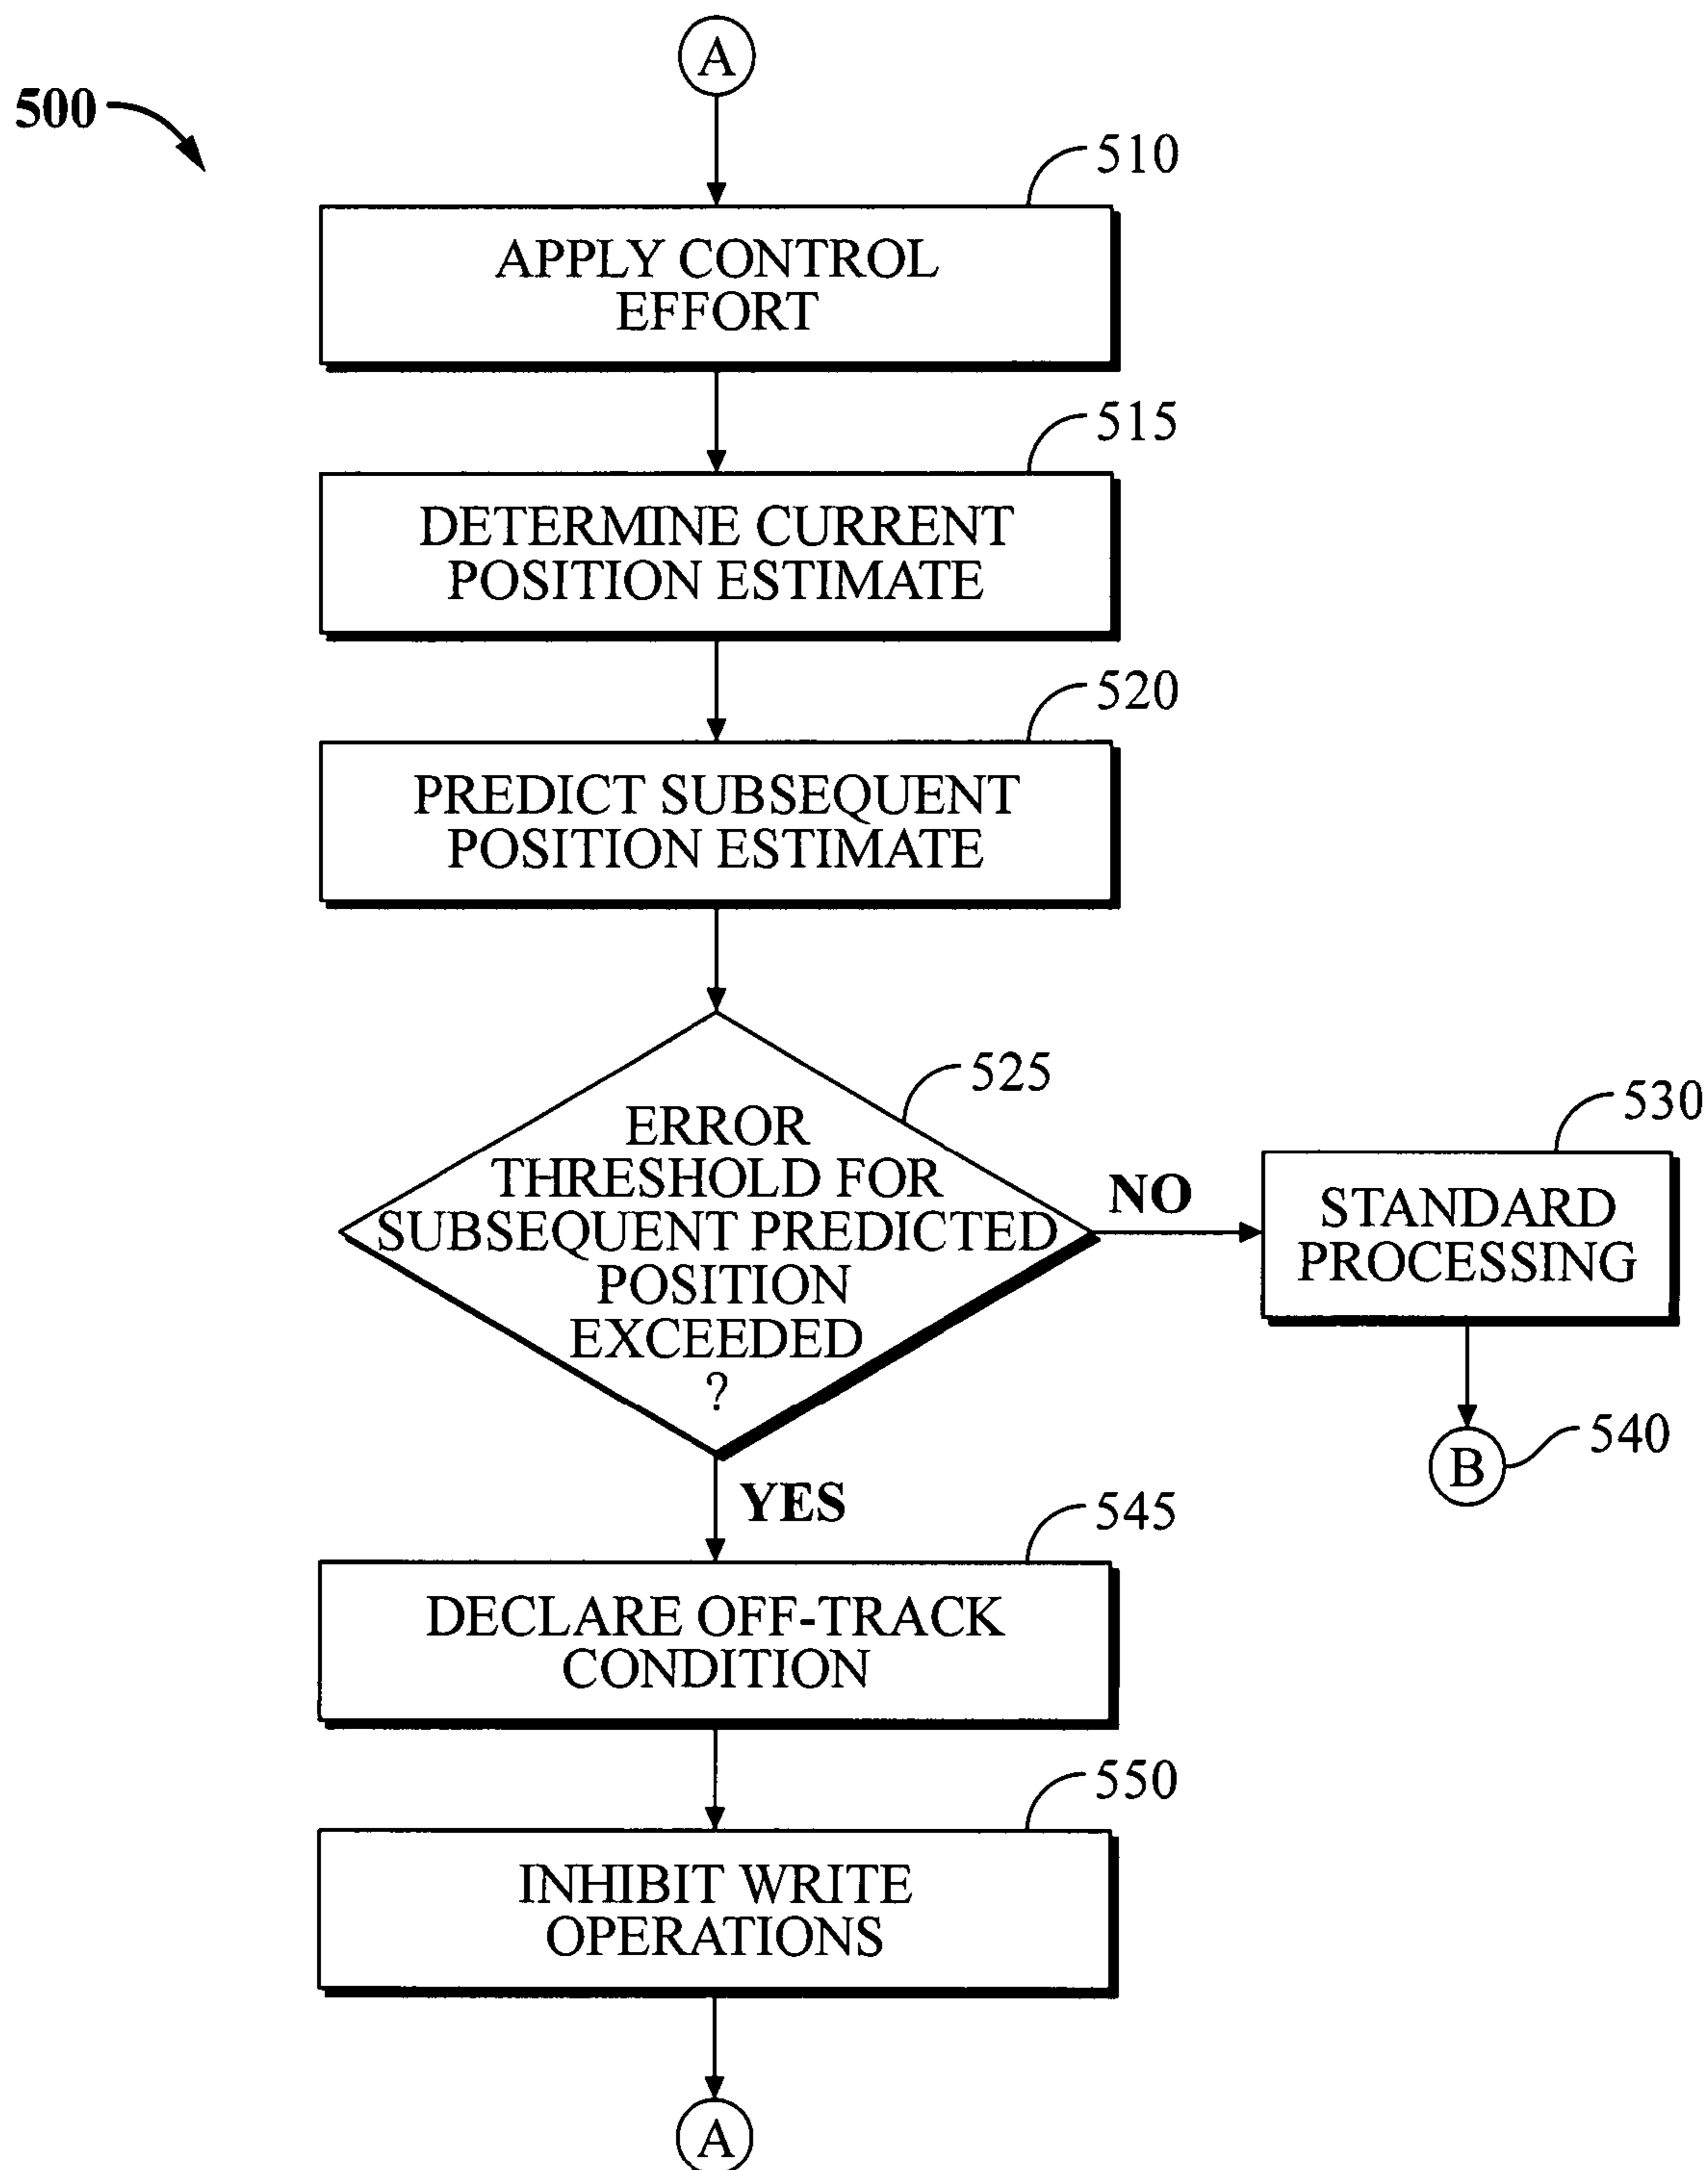 A
500
510
APPLY CONTROL
EFFORT
515
DETERMINE CURRENT
POSITION ESTIMATE
520
PREDICT SUBSEQUENT
POSITION ESTIMATE
525
ERROR
THRESHOLD FOR
SUBSEQUENT PREDICTED
POSITION
EXCEEDED
?
NO
530
STANDARD
PROCESSING
B
540
YES
545
DECLARE OFF-TRACK
CONDITION
550
INHIBIT WRITE
OPERATIONS
A